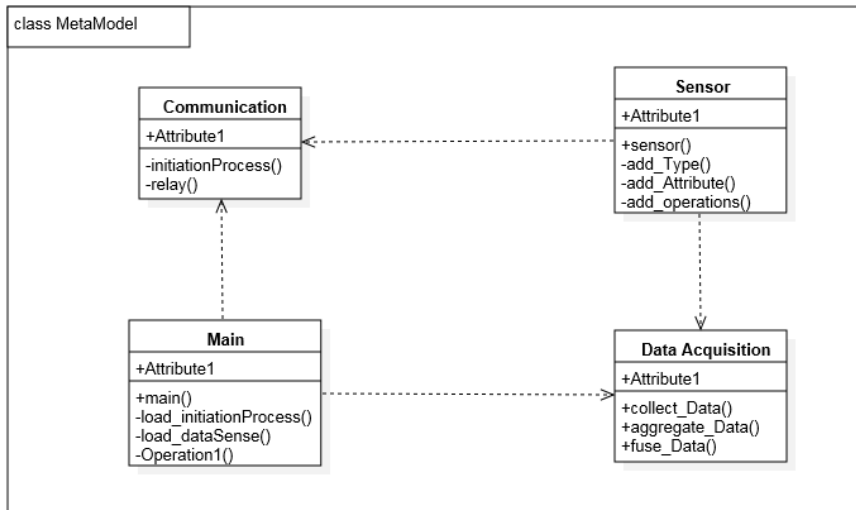 class MetaModel
Communication
+Attribute1
-initiationProcess()
-relay()
Sensor
+Attribute1
+sensor()
-add_Type()
-add_Attribute()
-add_operations()
Main
+Attribute1
+main()
-load_initiationProcess()
-load_dataSense()
-Operation1()
Data Acquisition
+Attribute1
+collect_Data()
+aggregate_Data()
+fuse_Data()